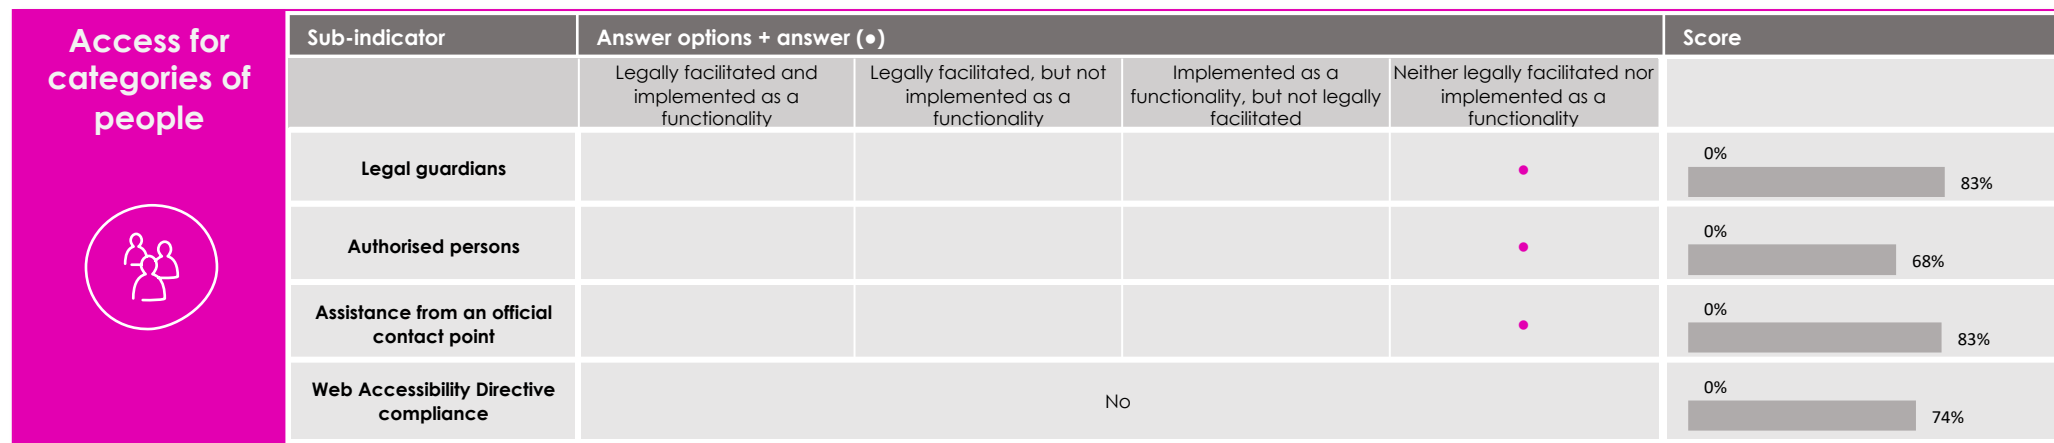 Access for
categories of
people
Sub-indicator
Answer options + answer (●)
Score
Legally facilitated and
implemented as a
functionality
Legally facilitated, but not
implemented as a
functionality
Implemented as a
functionality, but not legally
facilitated
Neither legally facilitated nor
implemented as a
functionality
Legal guardians
●
0%
83%
Authorised persons
●
0%
68%
Assistance from an official
contact point
●
0%
83%
Web Accessibility Directive
compliance
No
0%
74%